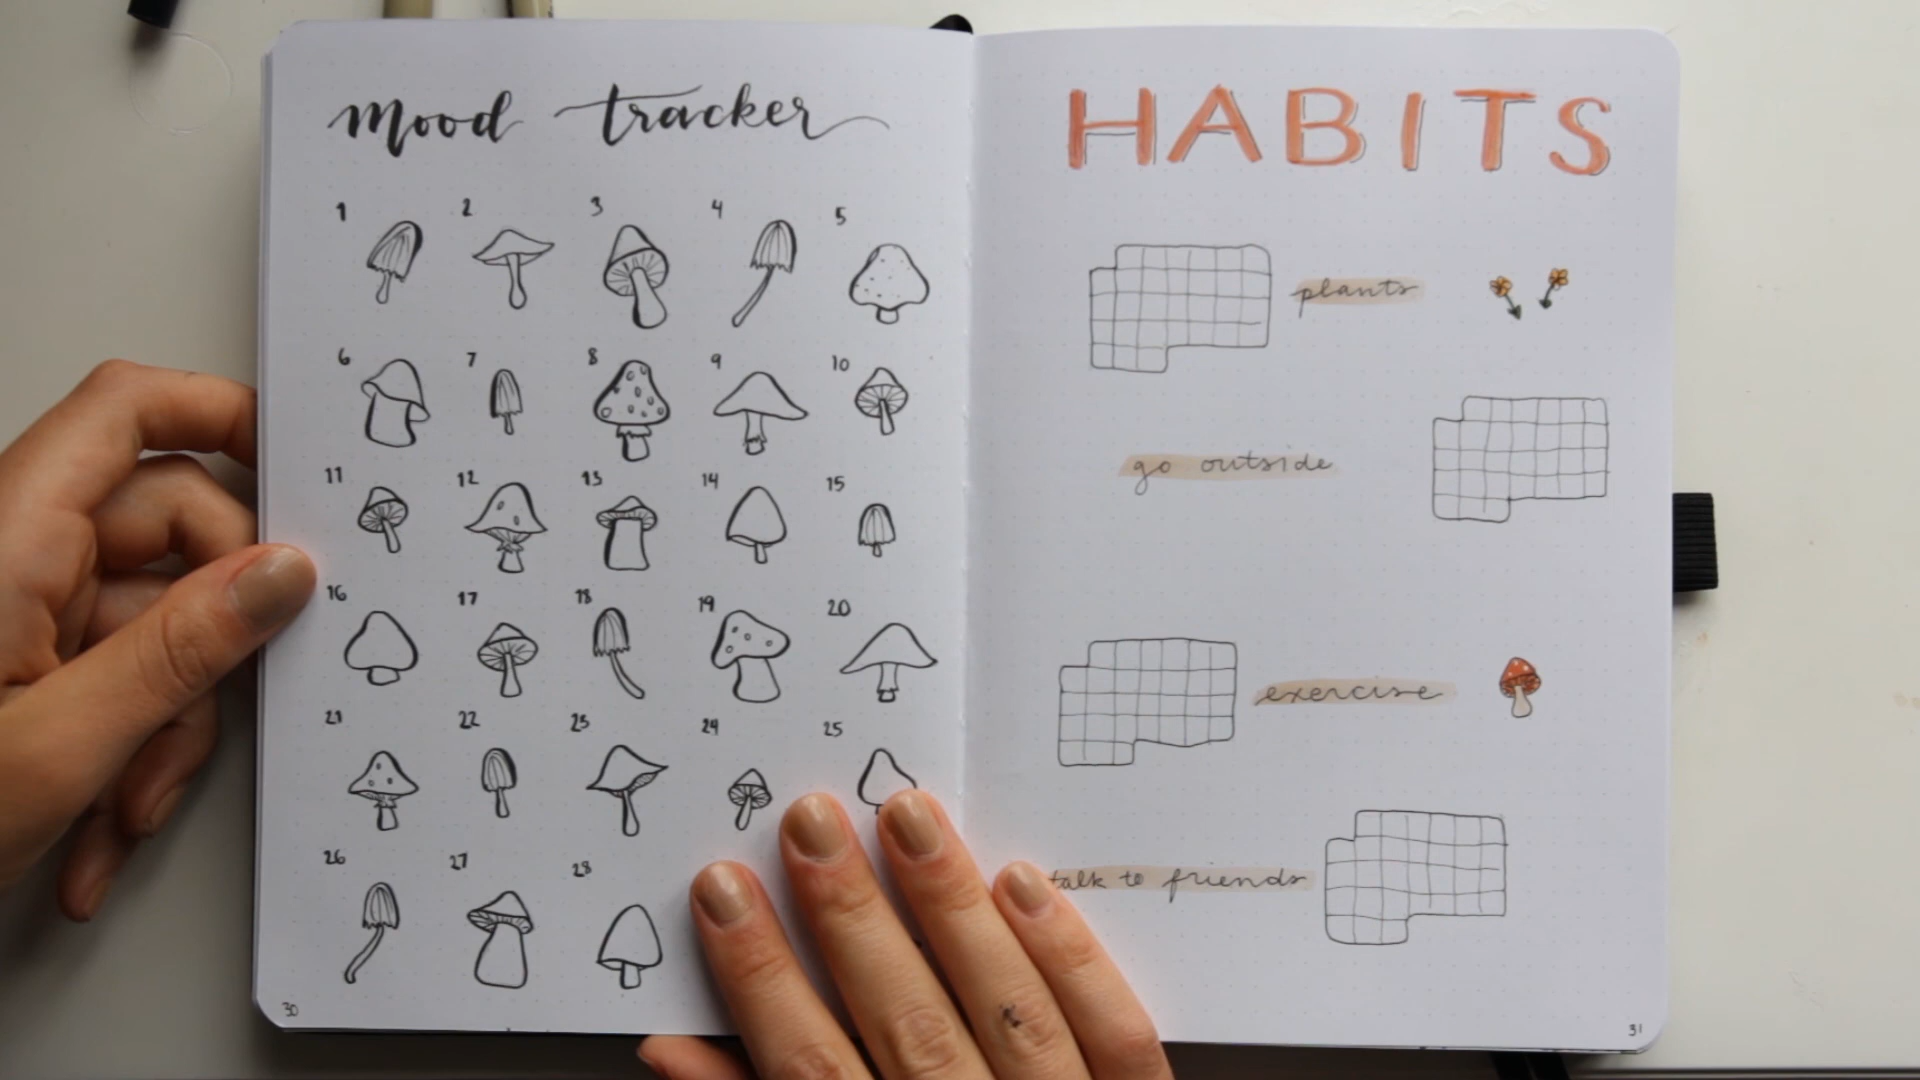 mood tracker
1 2 3 4 5
6 7 8 9 10
11 12 13 14 15
16 17 18 19 20
21 22 23 24 25
26 27 28
30
HABITS
plants
go outside
exercise
talk to friends
31